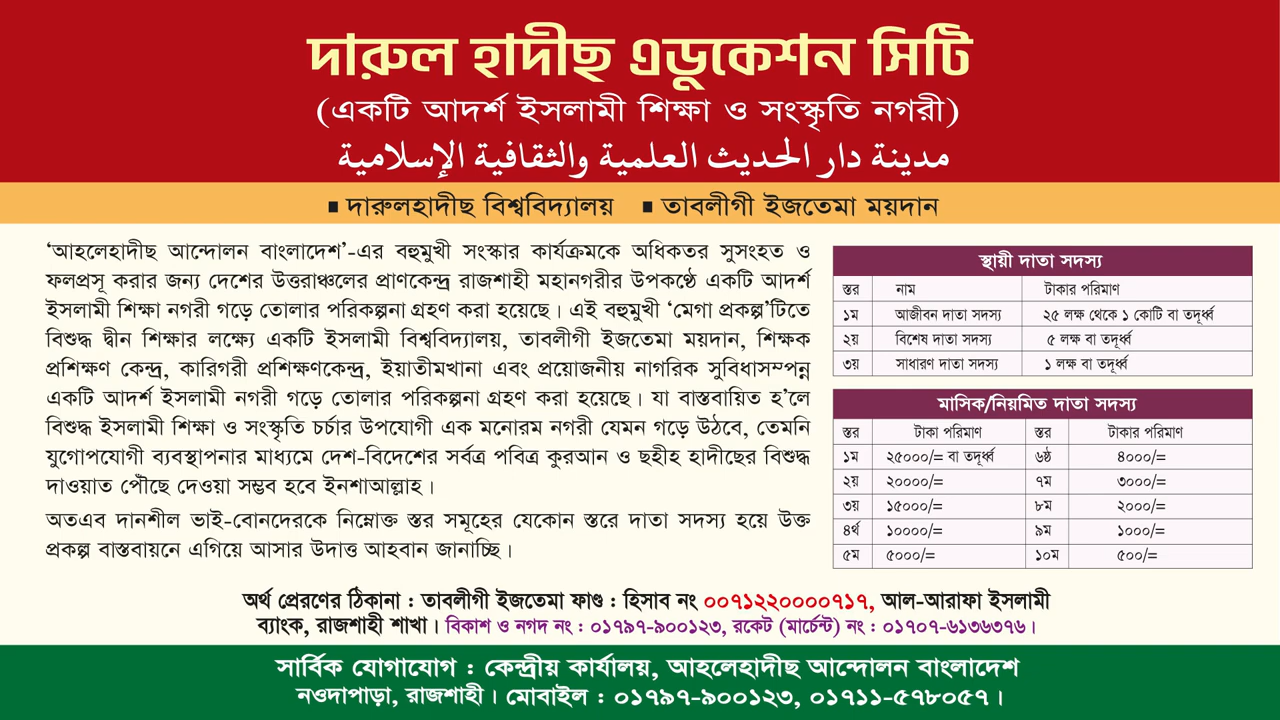 দারুল হাদীছ এডুকেশন সিটি
(একটি আদর্শ ইসলামী শিক্ষা ও সংস্কৃতি নগরী)
مدينة دار الحديث العلمية والثقافية الإسلامية
■ দারুলহাদীছ বিশ্ববিদ্যালয় ■ তাবলীগী ইজতেমা ময়দান
‘আহলেহাদীছ আন্দোলন বাংলাদেশ’-এর বহুমুখী সংস্কার কার্যক্রমকে অধিকতর সুসংহত ও
ফলপ্রসূ করার জন্য দেশের উত্তরাঞ্চলের প্রাণকেন্দ্র রাজশাহী মহানগরীর উপকণ্ঠে একটি আদর্শ
ইসলামী শিক্ষা নগরী গড়ে তোলার পরিকল্পনা গ্রহণ করা হয়েছে। এই বহুমুখী ‘মেগা প্রকল্প’টিতে
বিশুদ্ধ দ্বীন শিক্ষার লক্ষ্যে একটি ইসলামী বিশ্ববিদ্যালয়, তাবলীগী ইজতেমা ময়দান, শিক্ষক
প্রশিক্ষণ কেন্দ্র, কারিগরী প্রশিক্ষণকেন্দ্র, ইয়াতীমখানা এবং প্রয়োজনীয় নাগরিক সুবিধাসম্পন্ন
একটি আদর্শ ইসলামী নগরী গড়ে তোলার পরিকল্পনা গ্রহণ করা হয়েছে। যা বাস্তবায়িত হ’লে
বিশুদ্ধ ইসলামী শিক্ষা ও সংস্কৃতি চর্চার উপযোগী এক মনোরম নগরী যেমন গড়ে উঠবে, তেমনি
যুগোপযোগী ব্যবস্থাপনার মাধ্যমে দেশ-বিদেশের সর্বত্র পবিত্র কুরআন ও ছহীহ হাদীছের বিশুদ্ধ
দাওয়াত পৌঁছে দেওয়া সম্ভব হবে ইনশাআল্লাহ।
অতএব দানশীল ভাই-বোনদেরকে নিম্নোক্ত স্তর সমূহের যেকোন স্তরে দাতা সদস্য হয়ে উক্ত
প্রকল্প বাস্তবায়নে এগিয়ে আসার উদাত্ত আহবান জানাচ্ছি।
স্থায়ী দাতা সদস্য
স্তর নাম টাকার পরিমাণ
১ম আজীবন দাতা সদস্য ২৫ লক্ষ থেকে ১ কোটি বা তদূর্ধ্ব
২য় বিশেষ দাতা সদস্য ৫ লক্ষ বা তদূর্ধ্ব
৩য় সাধারণ দাতা সদস্য ১ লক্ষ বা তদূর্ধ্ব
মাসিক/নিয়মিত দাতা সদস্য
স্তর টাকা পরিমাণ স্তর টাকার পরিমাণ
১ম ২৫০০০/= বা তদূর্ধ্ব ৬ষ্ঠ ৪০০০/=
২য় ২০০০০/= ৭ম ৩০০০/=
৩য় ১৫০০০/= ৮ম ২০০০/=
৪র্থ ১০০০০/= ৯ম ১০০০/=
৫ম ৫০০০/= ১০ম ৫০০/=
অর্থ প্রেরণের ঠিকানা : তাবলীগী ইজতেমা ফাণ্ড : হিসাব নং ০০৭১২২০০০০৭১৭, আল-আরাফা ইসলামী
ব্যাংক, রাজশাহী শাখা। বিকাশ ও নগদ নং : ০১৭৯৭-৯০০১২৩, রকেট (মার্চেন্ট) নং : ০১৭০৭-৬১৩৬৩৭৬।
সার্বিক যোগাযোগ : কেন্দ্রীয় কার্যালয়, আহলেহাদীছ আন্দোলন বাংলাদেশ
নওদাপাড়া, রাজশাহী। মোবাইল : ০১৭৯৭-৯০০১২৩, ০১৭১১-৫৭৮০৫৭।